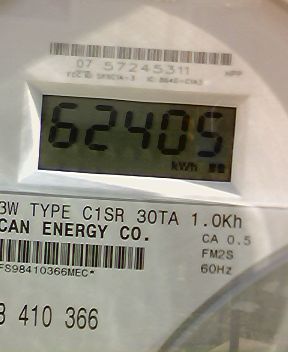 07 57245311
NPP
62405
kWh
3W TYPE C1SR 30TA 1.0Kh
CAN ENERGY CO.
CA 0.5
FM2S
60Hz
FS98410366MEC*
8 410 366